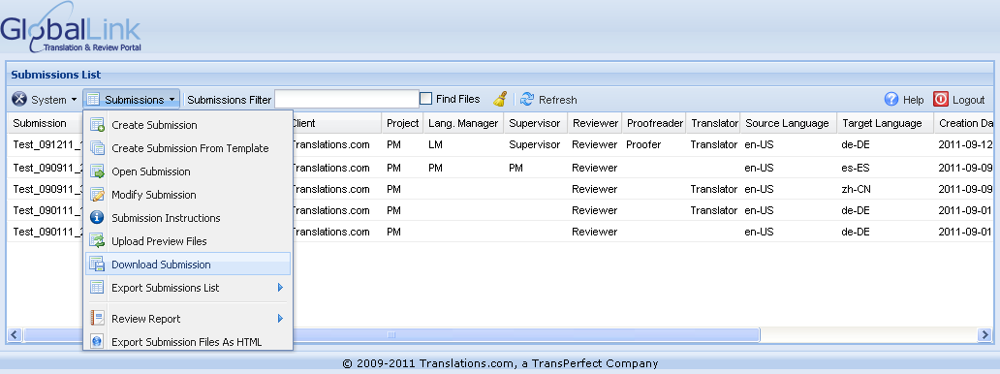 GlobalLink
Translation & Review Portal
Submissions List
System Submissions Submissions Filter Find Files Refresh Help Logout
Submission Client Project Lang. Manager Supervisor Reviewer Proofreader Translator Source Language Target Language Creation Da
Test_091211_ Translations.com PM LM Supervisor Reviewer Proofer Translator en-US de-DE 2011-09-12
Test_090911_ Translations.com PM PM PM Reviewer en-US es-ES 2011-09-09
Test_090911_ Translations.com PM Reviewer Translator en-US zh-CN 2011-09-09
Test_090111_ Translations.com PM Reviewer Translator en-US de-DE 2011-09-01
Test_090111_ Translations.com PM Reviewer en-US de-DE 2011-09-01
Create Submission
Create Submission From Template
Open Submission
Modify Submission
Submission Instructions
Upload Preview Files
Download Submission
Export Submissions List
Review Report
Export Submission Files As HTML
© 2009-2011 Translations.com, a TransPerfect Company